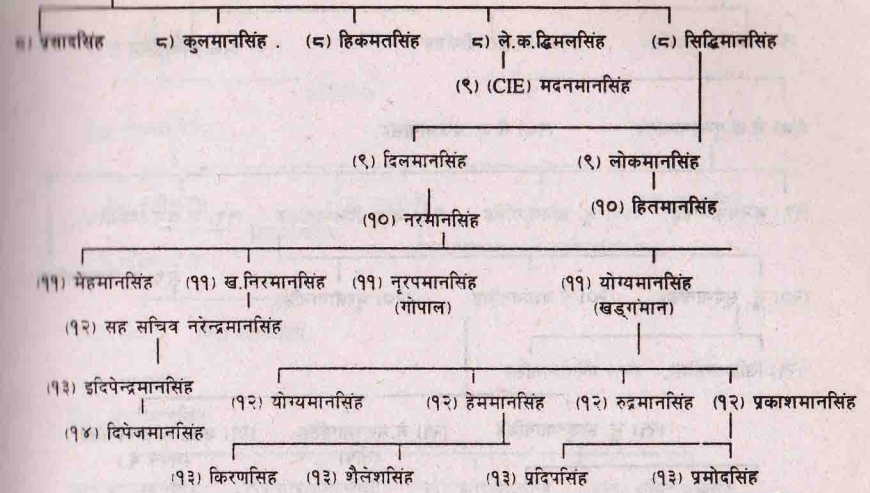 ८) प्रसादसिंह ८) कुलमानसिंह . (८) हिकमतसिंह ८) ले.क.द्धिमलसिंह (८) सिद्धिमानसिंह
(९) (CIE) मदनमानसिंह
(९) दिलमानसिंह (९) लोकमानसिंह
(१०) नरमानसिंह (१०) हितमानसिंह
(११) मेहमानसिंह (११) ख.निरमानसिंह (११) नृरपमानसिंह (११) योग्यमानसिंह
(गोपाल) (खड्गमान)
(१२) सह सचिव नरेन्द्रमानसिंह
(१३) इदिपेन्द्रमानसिंह
(१२) योग्यमानसिंह (१२) हेममानसिंह (१२) रुद्रमानसिंह (१२) प्रकाशमानसिंह
(१४) दिपेजमानसिंह
(१३) किरणसिंह (१३) शैलेशसिंह (१३) प्रदिपसिंह (१३) प्रमोदसिंह